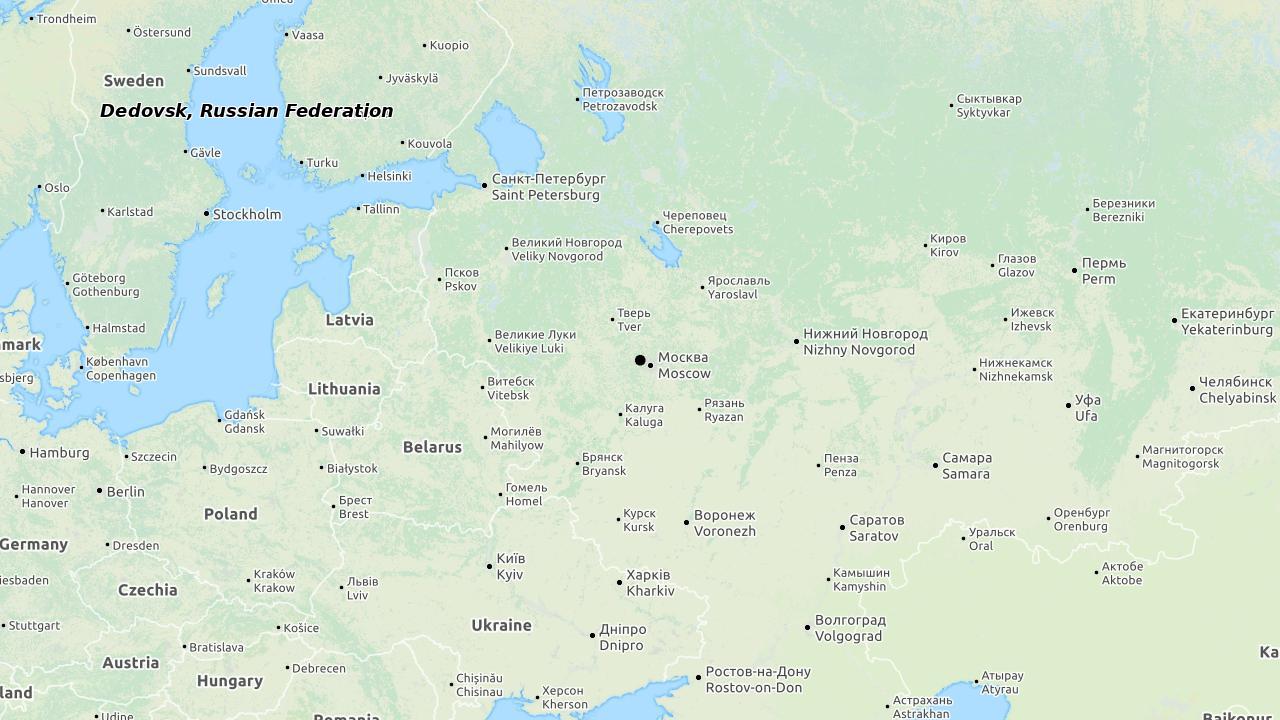 Trondheim
Östersund
Vaasa
Kuopio
Sundsvall
Sweden
Jyväskylä
Петрозаводск
Petrozavodsk
Сыктывкар
Syktyvkar
Dedovsk, Russian Federation
Gävle
Turku
Kouvola
Helsinki
Санкт-Петербург
Saint Petersburg
Oslo
Karlstad
Stockholm
Tallinn
Череповец
Cherepovets
Березники
Berezniki
Великий Новгород
Veliky Novgorod
Киров
Kirov
Глазов
Glazov
Пермь
Perm
Псков
Pskov
Göteborg
Gothenburg
Ярославль
Yaroslavl
Latvia
Halmstad
Тверь
Tver
Ижевск
Izhevsk
Екатеринбург
Yekaterinburg
Великие Луки
Velikiye Luki
Нижний Новгород
Nizhny Novgorod
mark
København
Copenhagen
sbjerg
Москва
Moscow
Нижнекамск
Nizhnekamsk
Челябинск
Chelyabinsk
Lithuania
Витебск
Vitebsk
Gdańsk
Gdansk
Калуга
Kaluga
Рязань
Ryazan
Уфа
Ufa
Suwałki
Могилёв
Mahilyow
Belarus
Hamburg
Szczecin
Bydgoszcz
Białystok
Брянск
Bryansk
Пенза
Penza
Самара
Samara
Магнитогорск
Magnitogorsk
Hannover
Hanover
Berlin
Брест
Brest
Гомель
Homel
Poland
Курск
Kursk
Воронеж
Voronezh
Саратов
Saratov
Оренбург
Orenburg
Уральск
Oral
Germany
Dresden
Київ
Kyiv
iesbaden
Kraków
Krakow
Львів
Lviv
Харків
Kharkiv
Камышин
Kamyshin
Актобе
Aktobe
Czechia
Stuttgart
Košice
Ukraine
Дніпро
Dnipro
Волгоград
Volgograd
Bratislava
Austria
Debrecen
Hungary
Chișinău
Chisinau
Ростов-на-Дону
Rostov-on-Don
Атырау
Atyrau
Ka
land
Херсон
Kherson
Астрахань
Astrakhan
Udine
Romania
Baikonur